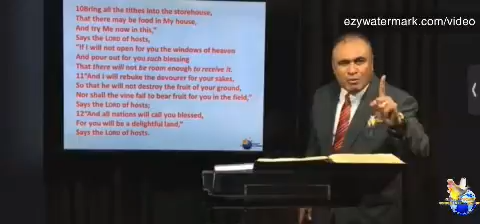 10Bring all the tithes into the storehouse,
That there may be food in My house,
And try Me now in this,"
Says the LORD of hosts,
"If I will not open for you the windows of heaven
And pour out for you such blessing
That there will not be room enough to receive it.
11"And I will rebuke the devourer for your sakes,
So that he will not destroy the fruit of your ground,
Nor shall the vine fail to bear fruit for you in the field,"
Says the LORD of hosts;
12"And all nations will call you blessed,
For you will be a delightful land,"
Says the LORD of hosts.
ezywatermark.com/video